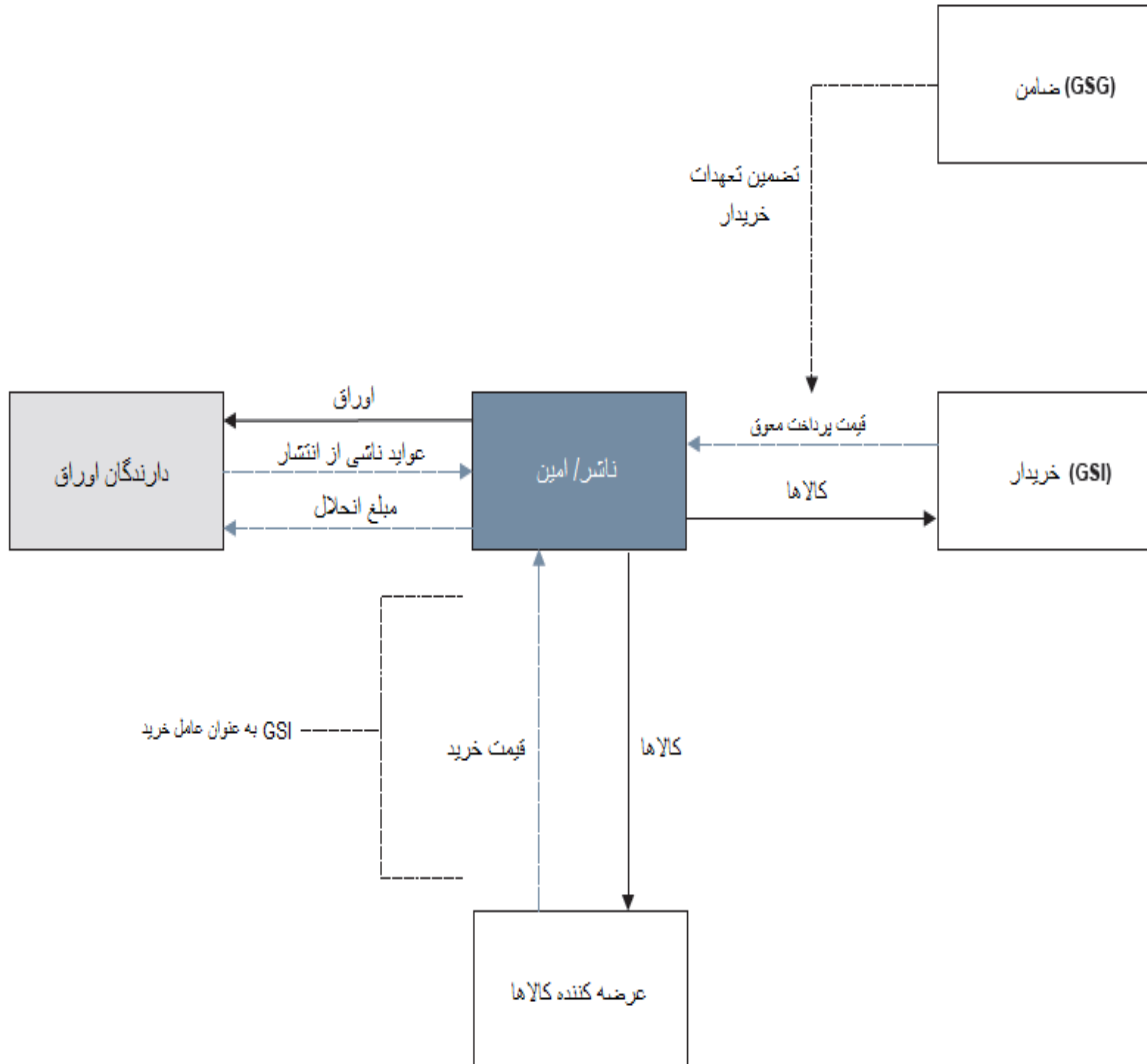 (GSG) ضامن
تضمین تعهدات
خریدار
اوراق
عواید ناشی از انتشار
مبلغ انحلال
دارندگان اوراق
ناشر/ امین
قیمت پرداخت معوق
کالاها
(GSI) خریدار
GSI به عنوان عامل خرید
قیمت خرید
کالاها
عرضه کننده کالاها